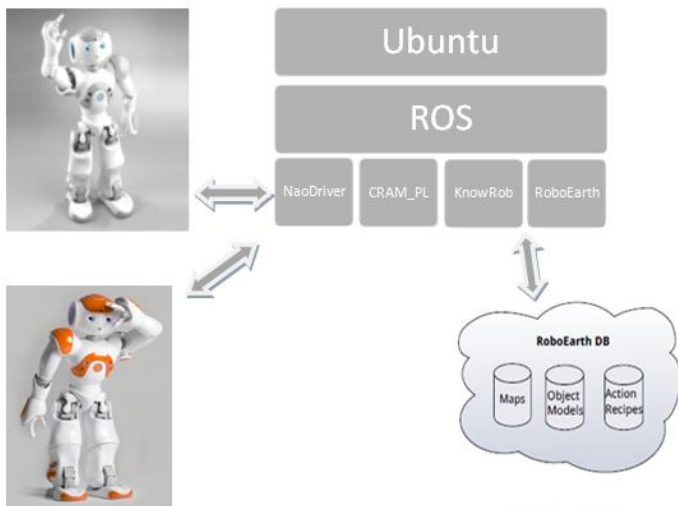 Ubuntu
ROS
NaoDriver
CRAM_PL
KnowRob
RoboEarth
RoboEarth DB
Maps
Object
Models
Action
Recipes